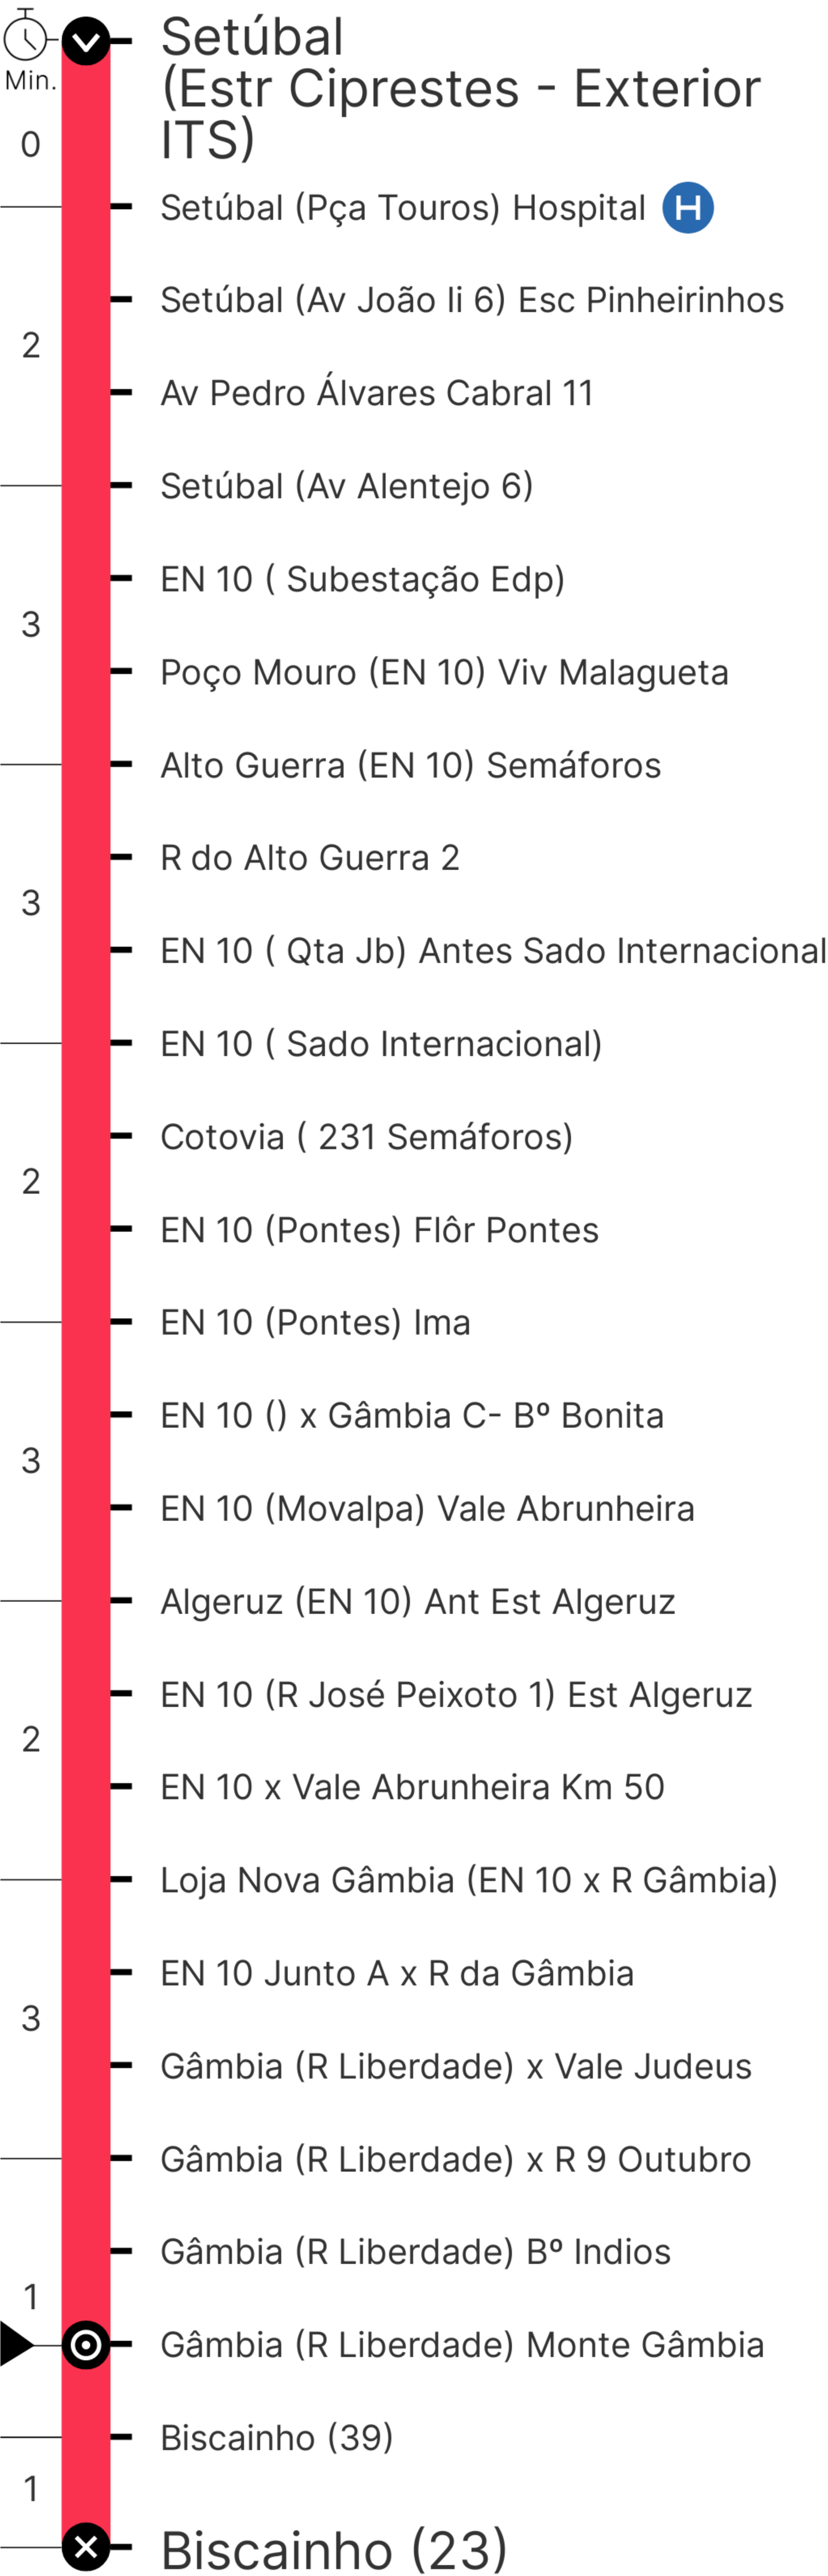 Min.
Setúbal
(Estr Ciprestes - Exterior
ITS)
0
Setúbal (Pça Touros) Hospital H
Setúbal (Av João Ii 6) Esc Pinheirinhos
2
Av Pedro Álvares Cabral 11
Setúbal (Av Alentejo 6)
EN 10 ( Subestação Edp)
3
Poço Mouro (EN 10) Viv Malagueta
Alto Guerra (EN 10) Semáforos
R do Alto Guerra 2
3
EN 10 ( Qta Jb) Antes Sado Internacional
EN 10 ( Sado Internacional)
Cotovia ( 231 Semáforos)
2
EN 10 (Pontes) Flôr Pontes
EN 10 (Pontes) Ima
EN 10 () x Gâmbia C- Bº Bonita
3
EN 10 (Movalpa) Vale Abrunheira
Algeruz (EN 10) Ant Est Algeruz
EN 10 (R José Peixoto 1) Est Algeruz
2
EN 10 x Vale Abrunheira Km 50
Loja Nova Gâmbia (EN 10 x R Gâmbia)
EN 10 Junto A x R da Gâmbia
3
Gâmbia (R Liberdade) x Vale Judeus
Gâmbia (R Liberdade) x R 9 Outubro
Gâmbia (R Liberdade) Bº Indios
1
Gâmbia (R Liberdade) Monte Gâmbia
Biscainho (39)
1
Biscainho (23)